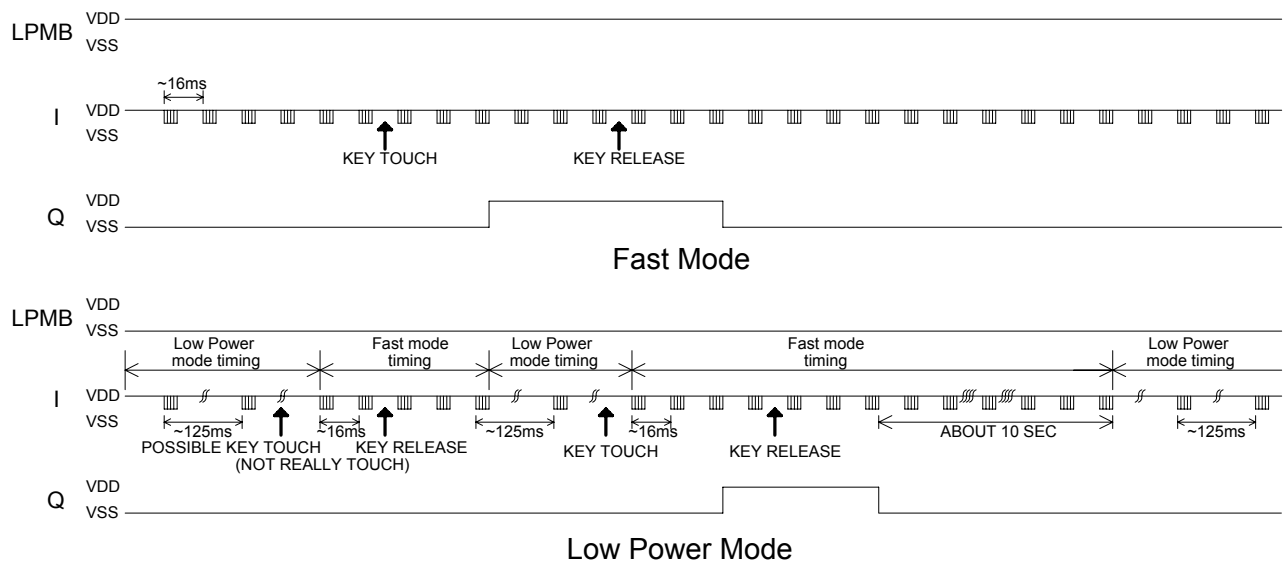 LPMB
VDD
VSS
~16ms
I
VDD
VSS
KEY TOUCH
KEY RELEASE
Q
VDD
VSS
Fast Mode
LPMB
VDD
VSS
Low Power
mode timing
Fast mode
timing
Low Power
mode timing
Fast mode
timing
Low Power
mode timing
I
VDD
VSS
~125ms
POSSIBLE KEY TOUCH
(NOT REALLY TOUCH)
~16ms
KEY RELEASE
~125ms
KEY TOUCH
~16ms
KEY RELEASE
ABOUT 10 SEC
~125ms
Q
VDD
VSS
Low Power Mode